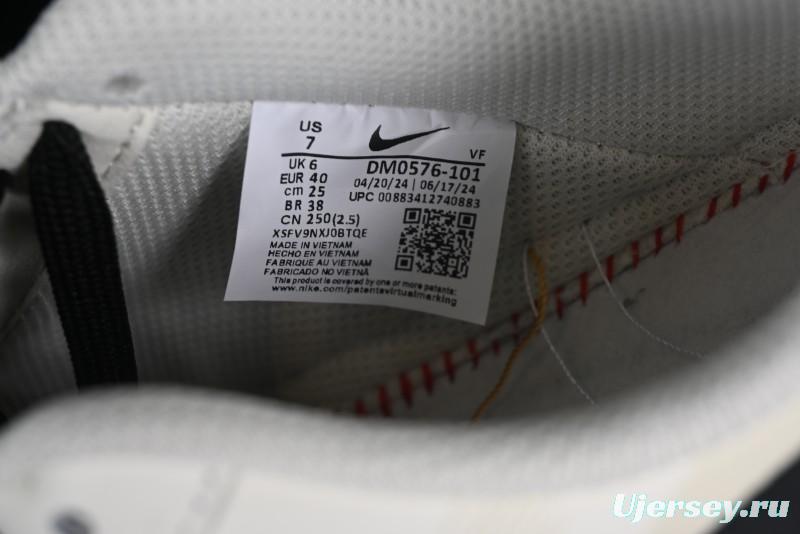 US
7
VF
UK 6
EUR 40
cm 25
BR 38
CN 250(2.5)
XSFV9NXJ0BTQE
DM0576-101
04/20/24 | 06/17/24
UPC 00883412740883
MADE IN VIETNAM
HECHO EN VIETNAM
FABRIQUE AU VIETNAM
FABRICADO NO VIETNÃ
This product is covered by one or more patents:
www.nike.com/patentsvirtualmarking
Ujersey.ru